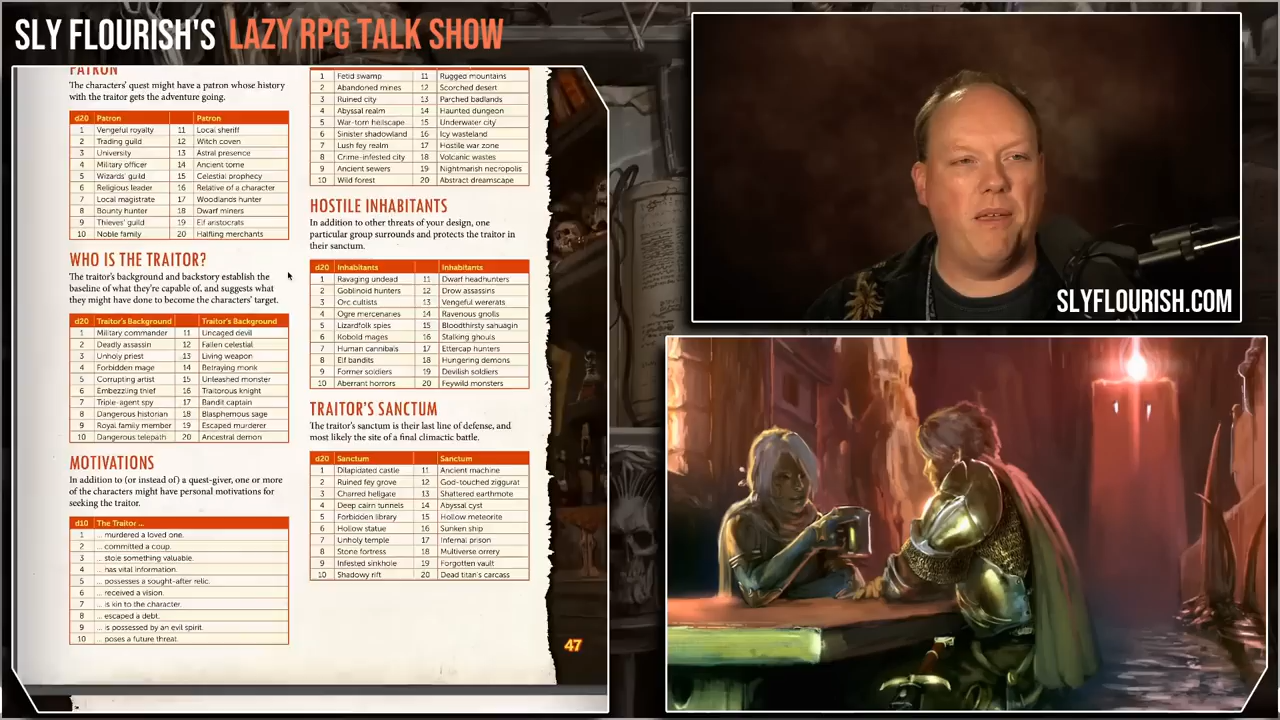 SLY FLOURISH'S LAZY RPG TALK SHOW
PATRON
The characters' quest might have a patron whose history
with the traitor gets the adventure going.
d20 Patron Patron
1 Vengeful royalty 11 Local sheriff
2 Trading guild 12 Witch coven
3 University 13 Astral presence
4 Military officer 14 Ancient tome
5 Wizards' guild 15 Celestial prophecy
6 Religious leader 16 Relative of a character
7 Local magistrate 17 Woodlands hunter
8 Bounty hunter 18 Dwarf miners
9 Thieves' guild 19 Elf aristocrats
10 Noble family 20 Halfling merchants
WHO IS THE TRAITOR?
The traitor's background and backstory establish the
baseline of what they're capable of, and suggests what
they might have done to become the characters' target.
d20 Traitor's Background Traitor's Background
1 Military commander 11 Uncaged devil
2 Deadly assassin 12 Fallen celestial
3 Unholy priest 13 Living weapon
4 Forbidden mage 14 Betraying monk
5 Corrupting artist 15 Unleashed monster
6 Embezzling thief 16 Traitorous knight
7 Triple-agent spy 17 Bandit captain
8 Dangerous historian 18 Blasphemous sage
9 Royal family member 19 Escaped murderer
10 Dangerous telepath 20 Ancestral demon
MOTIVATIONS
In addition to (or instead of) a quest-giver, one or more
of the characters might have personal motivations for
seeking the traitor.
d10 The Traitor ...
1 ... murdered a loved one.
2 ... committed a coup.
3 ... stole something valuable.
4 ... has vital information.
5 ... possesses a sought-after relic.
6 ... received a vision.
7 ... is kin to the character.
8 ... escaped a debt.
9 ... is possessed by an evil spirit.
10 ... poses a future threat.
1 Fetid swamp 11 Rugged mountains
2 Abandoned mines 12 Scorched desert
3 Ruined city 13 Parched badlands
4 Abyssal realm 14 Haunted dungeon
5 War-torn hellscape 15 Underwater city
6 Sinister shadowland 16 Icy wasteland
7 Lush fey realm 17 Hostile war zone
8 Crime-infested city 18 Volcanic wastes
9 Ancient sewers 19 Nightmarish necropolis
10 Wild forest 20 Abstract dreamscape
HOSTILE INHABITANTS
In addition to other threats of your design, one
particular group surrounds and protects the traitor in
their sanctum.
d20 Inhabitants Inhabitants
1 Ravaging undead 11 Dwarf headhunters
2 Goblinoid hunters 12 Drow assassins
3 Orc cultists 13 Vengeful wererats
4 Ogre mercenaries 14 Ravenous gnolls
5 Lizardfolk spies 15 Bloodthirsty sahuagin
6 Kobold mages 16 Stalking ghouls
7 Human cannibals 17 Ettercap hunters
8 Elf bandits 18 Hungering demons
9 Former soldiers 19 Devilish soldiers
10 Aberrant horrors 20 Feywild monsters
TRAITOR'S SANCTUM
The traitor's sanctum is their last line of defense, and
most likely the site of a final climactic battle.
d20 Sanctum Sanctum
1 Dilapidated castle 11 Ancient machine
2 Ruined fey grove 12 God-touched ziggurat
3 Charred hellgate 13 Shattered earthmote
4 Deep cairn tunnels 14 Abyssal cyst
5 Forbidden library 15 Hollow meteorite
6 Hollow statue 16 Sunken ship
7 Unholy temple 17 Infernal prison
8 Stone fortress 18 Multiverse orrery
9 Infested sinkhole 19 Forgotten vault
10 Shadowy rift 20 Dead titan's carcass
47
SLYFLOURISH.COM